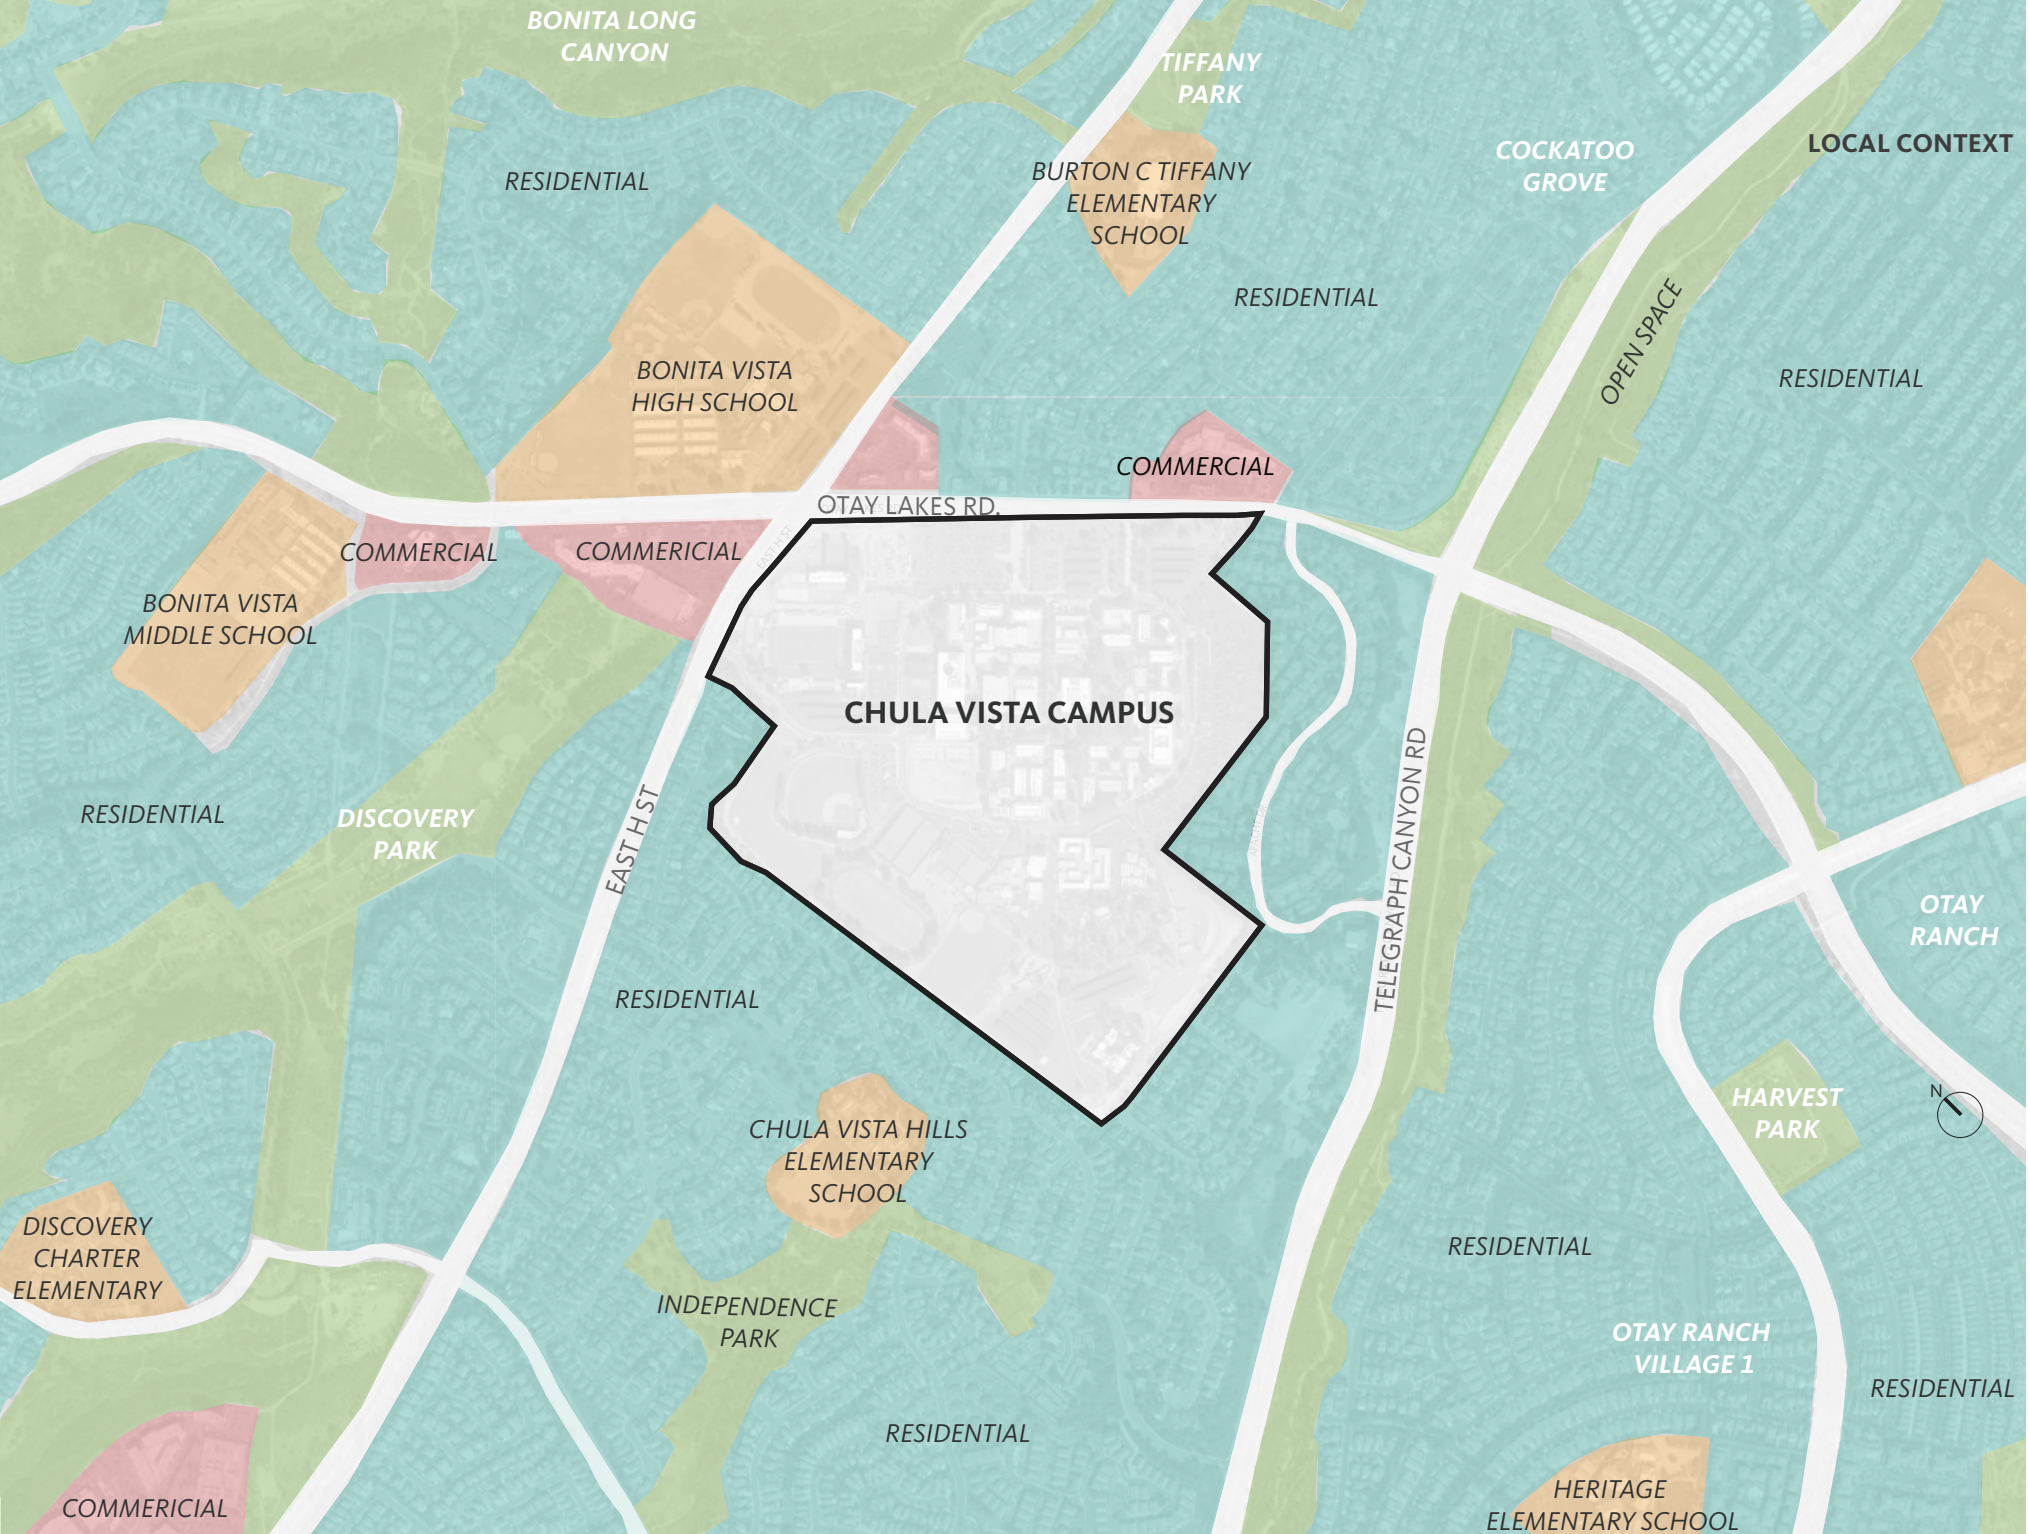 BONITA LONG
CANYON
TIFFANY
PARK
LOCAL CONTEXT
COCKATOO
GROVE
RESIDENTIAL
BURTON C TIFFANY
ELEMENTARY
SCHOOL
RESIDENTIAL
OPEN SPACE
RESIDENTIAL
BONITA VISTA
HIGH SCHOOL
COMMERCIAL
OTAY LAKES RD.
EAST H ST
COMMERCIAL
COMMERICIAL
BONITA VISTA
MIDDLE SCHOOL
CHULA VISTA CAMPUS
RESIDENTIAL
DISCOVERY
PARK
EAST H ST
TELEGRAPH CANYON RD
OTAY
RANCH
RESIDENTIAL
HARVEST
PARK
N
CHULA VISTA HILLS
ELEMENTARY
SCHOOL
DISCOVERY
CHARTER
ELEMENTARY
RESIDENTIAL
INDEPENDENCE
PARK
OTAY RANCH
VILLAGE 1
RESIDENTIAL
RESIDENTIAL
COMMERICIAL
HERITAGE
ELEMENTARY SCHOOL